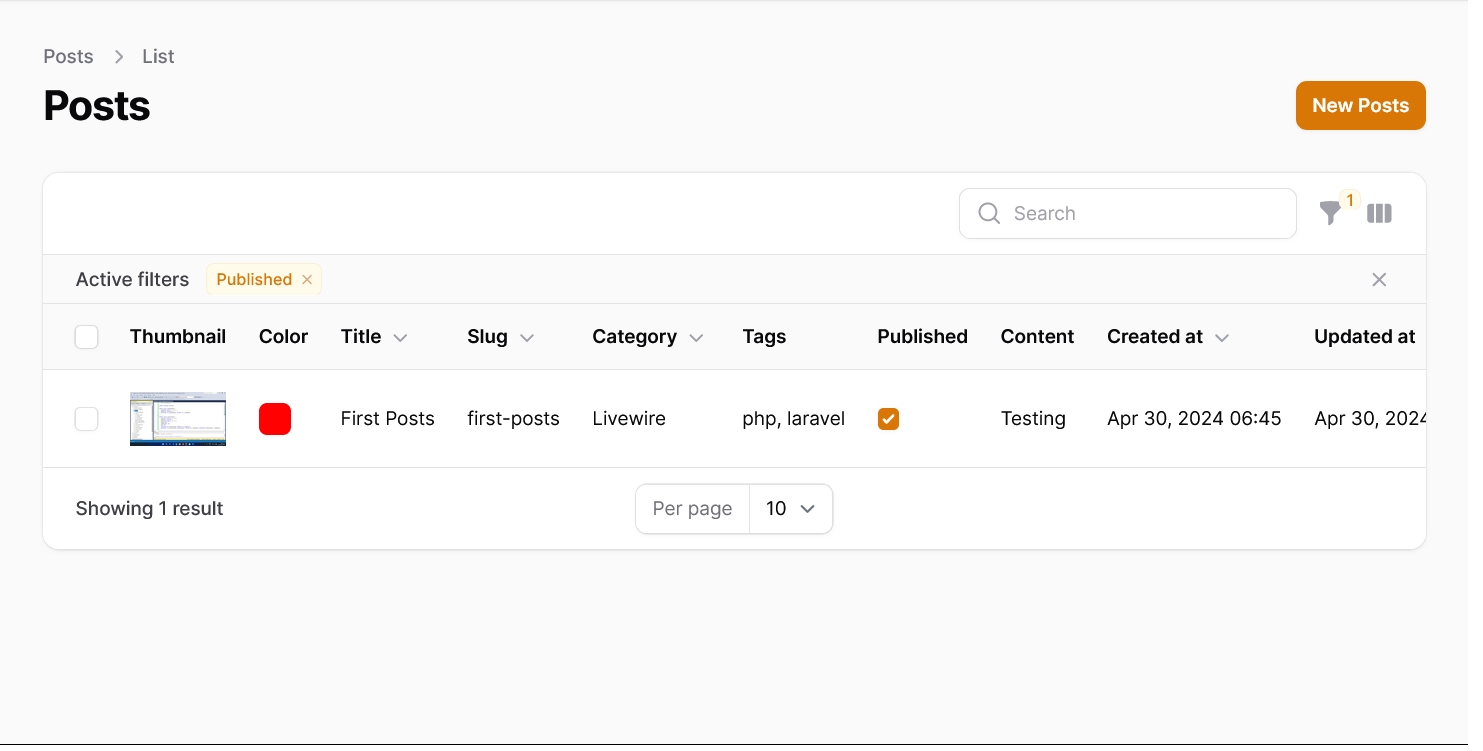 Posts > List
Posts
New Posts
Search
1
Active filters Published
Thumbnail Color Title Slug Category Tags Published Content Created at Updated at
First Posts first-posts Livewire php, laravel Testing Apr 30, 2024 06:45 Apr 30, 2024
Showing 1 result Per page 10